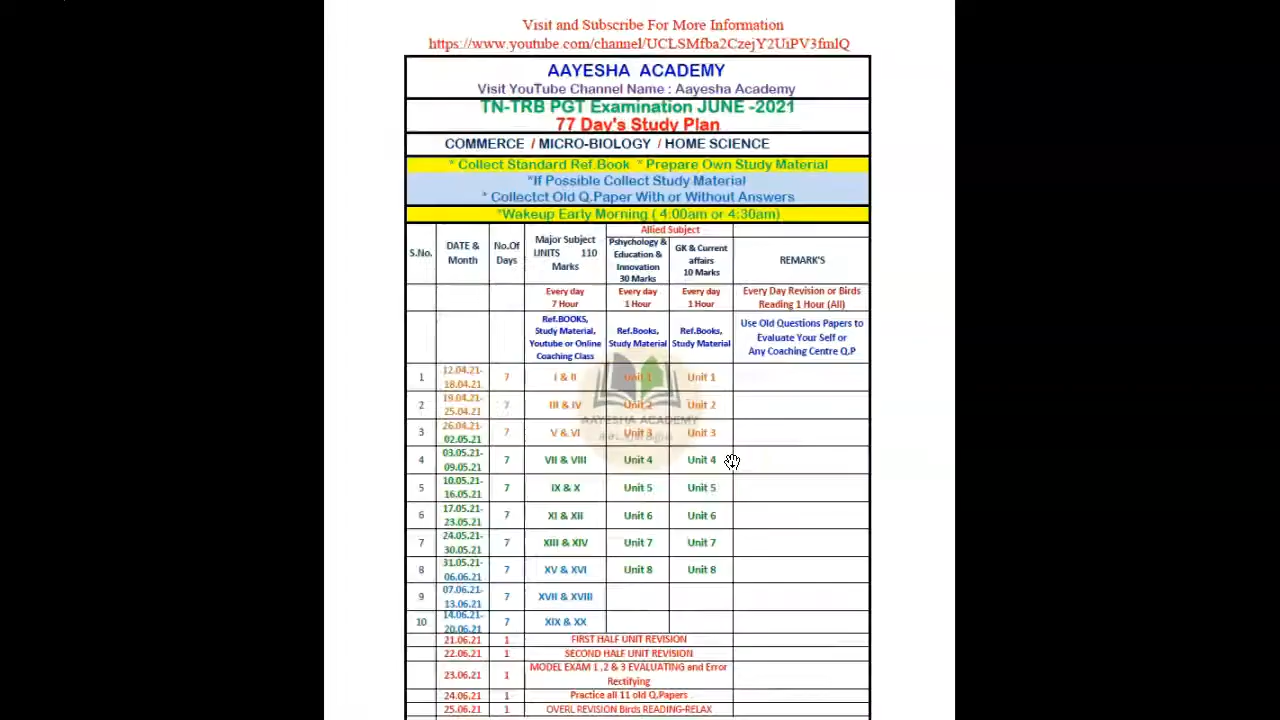 Visit and Subscribe For More Information
https://www.youtube.com/channel/UCLSMfba2CzejY2UiPV3fmlQ
AAYESHA ACADEMY
Visit YouTube Channel Name : Aayesha Academy
TN-TRB PGT Examination JUNE -2021
77 Day's Study Plan
COMMERCE / MICRO-BIOLOGY / HOME SCIENCE
* Collect Standard Ref.Book * Prepare Own Study Material
*If Possible Collect Study Material
* Collectct Old Q.Paper With or Without Answers
*Wakeup Early Morning ( 4:00am or 4:30am)
S.No.
DATE &
Month
No.Of
Days
Major Subject
UNITS 110
Marks
Allied Subject
Pshychology &
Education &
Innovation
30 Marks
GK & Current
affairs
10 Marks
REMARK'S
Every day
7 Hour
Every day
1 Hour
Every day
1 Hour
Every Day Revision or Birds
Reading 1 Hour (All)
Ref.BOOKS,
Study Material,
Youtube or Online
Coaching Class
Ref.Books,
Study Material
Ref.Books,
Study Material
Use Old Questions Papers to
Evaluate Your Self or
Any Coaching Centre Q.P
1 12.04.21-
18.04.21 7 I & II Unit 1 Unit 1
2 19.04.21-
25.04.21 7 III & IV Unit 2 Unit 2
3 26.04.21-
02.05.21 7 V & VI Unit 3 Unit 3
4 03.05.21-
09.05.21 7 VII & VIII Unit 4 Unit 4
5 10.05.21-
16.05.21 7 IX & X Unit 5 Unit 5
6 17.05.21-
23.05.21 7 XI & XII Unit 6 Unit 6
7 24.05.21-
30.05.21 7 XIII & XIV Unit 7 Unit 7
8 31.05.21-
06.06.21 7 XV & XVI Unit 8 Unit 8
9 07.06.21-
13.06.21 7 XVII & XVIII
10 14.06.21-
20.06.21 7 XIX & XX
21.06.21 1 FIRST HALF UNIT REVISION
22.06.21 1 SECOND HALF UNIT REVISION
23.06.21 1 MODEL EXAM 1 ,2 & 3 EVALUATING and Error
Rectifying
24.06.21 1 Practice all 11 old Q.Papers
25.06.21 1 OVERL REVISION Birds READING-RELAX
AAYESHA ACADEMY